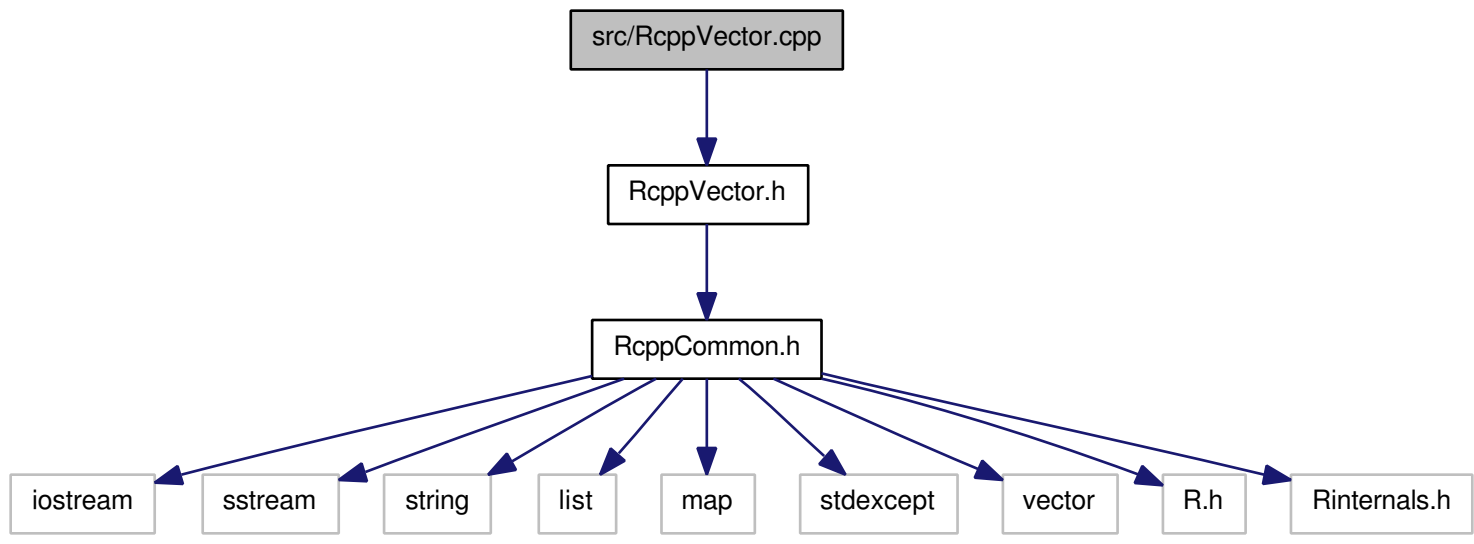 src/RcppVector.cpp
RcppVector.h
RcppCommon.h
iostream
sstream
string
list
map
stdexcept
vector
R.h
Rinternals.h